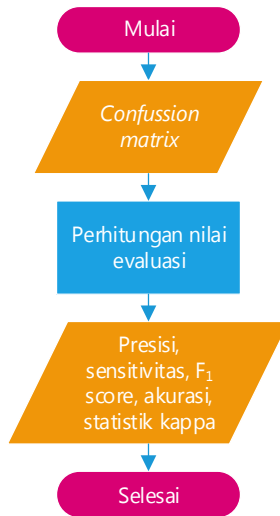 Mulai
Confussion
matrix
Perhitungan nilai
evaluasi
Presisi,
sensitivitas, F₁
score, akurasi,
statistik kappa
Selesai